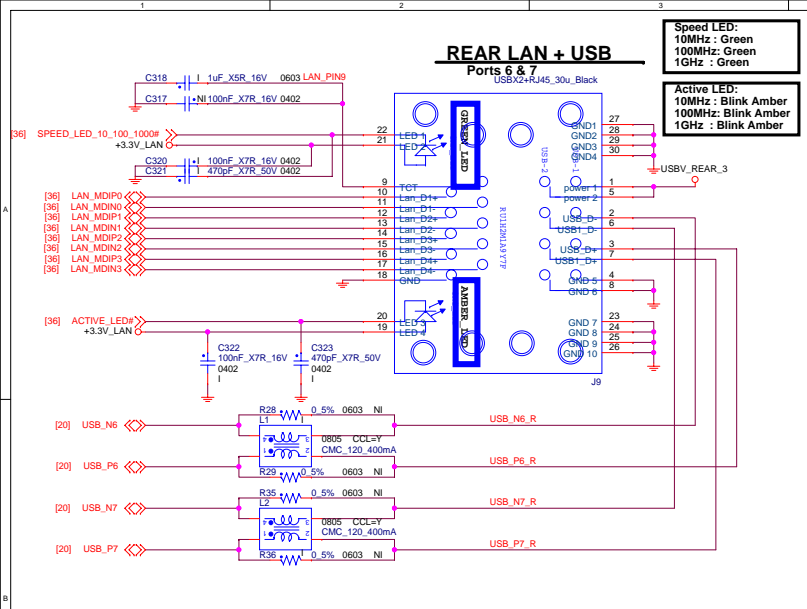 1
2
3
REAR LAN + USB
Ports 6 & 7
USBX2+RJ45_30u_Black
Speed LED:
10MHz : Green
100MHz: Green
1GHz : Green
Active LED:
10MHz : Blink Amber
100MHz: Blink Amber
1GHz : Blink Amber
C318 I 1uF_X5R_16V 0603 LAN_PIN9
C317 NI 100nF_X7R_16V 0402
[36] SPEED_LED_10_100_1000#
+3.3V_LAN
22 LED 1
21
C320 I 100nF_X7R_16V 0402
C321 I 470pF_X7R_50V 0402
GREEN_LED
27 GND1
28 GND2
29 GND3
30 GND4
USB-2
USBV_REAR_3
9 TCT
[36] LAN_MDIP0 10 Lan_D1+
[36] LAN_MDIN0 11 Lan_D1-
[36] LAN_MDIP1 12 Lan_D2+
[36] LAN_MDIN1 13 Lan_D2-
[36] LAN_MDIP2 14 Lan_D3+
[36] LAN_MDIN2 15 Lan_D3-
[36] LAN_MDIP3 16 Lan_D4+
[36] LAN_MDIN3 17 Lan_D4-
18 GND
power 1 1
power 2 5
USB_D- 2
USB1_D- 6
USB_D+ 3
USB1_D+ 7
GND 5 4
GND 6 8
A
[36] ACTIVE_LED#
+3.3V_LAN
20 LED 3
19 LED 4
GND 7 23
GND 8 24
GND 9 25
GND 10 26
C322
100nF_X7R_16V
0402
I
C323
470pF_X7R_50V
0402
I
J9
R28 0_5% 0603 NI
L1 I
[20] USB_N6
USB_N6_R
4 3
1 2
0805 CCL=Y
CMC_120_400mA
[20] USB_P6
USB_P6_R
R29 0_5% 0603 NI
R35 0_5% 0603 NI
L2 I
[20] USB_N7
USB_N7_R
4 3
1 2
0805 CCL=Y
CMC_120_400mA
[20] USB_P7
USB_P7_R
R36 0_5% 0603 NI
B